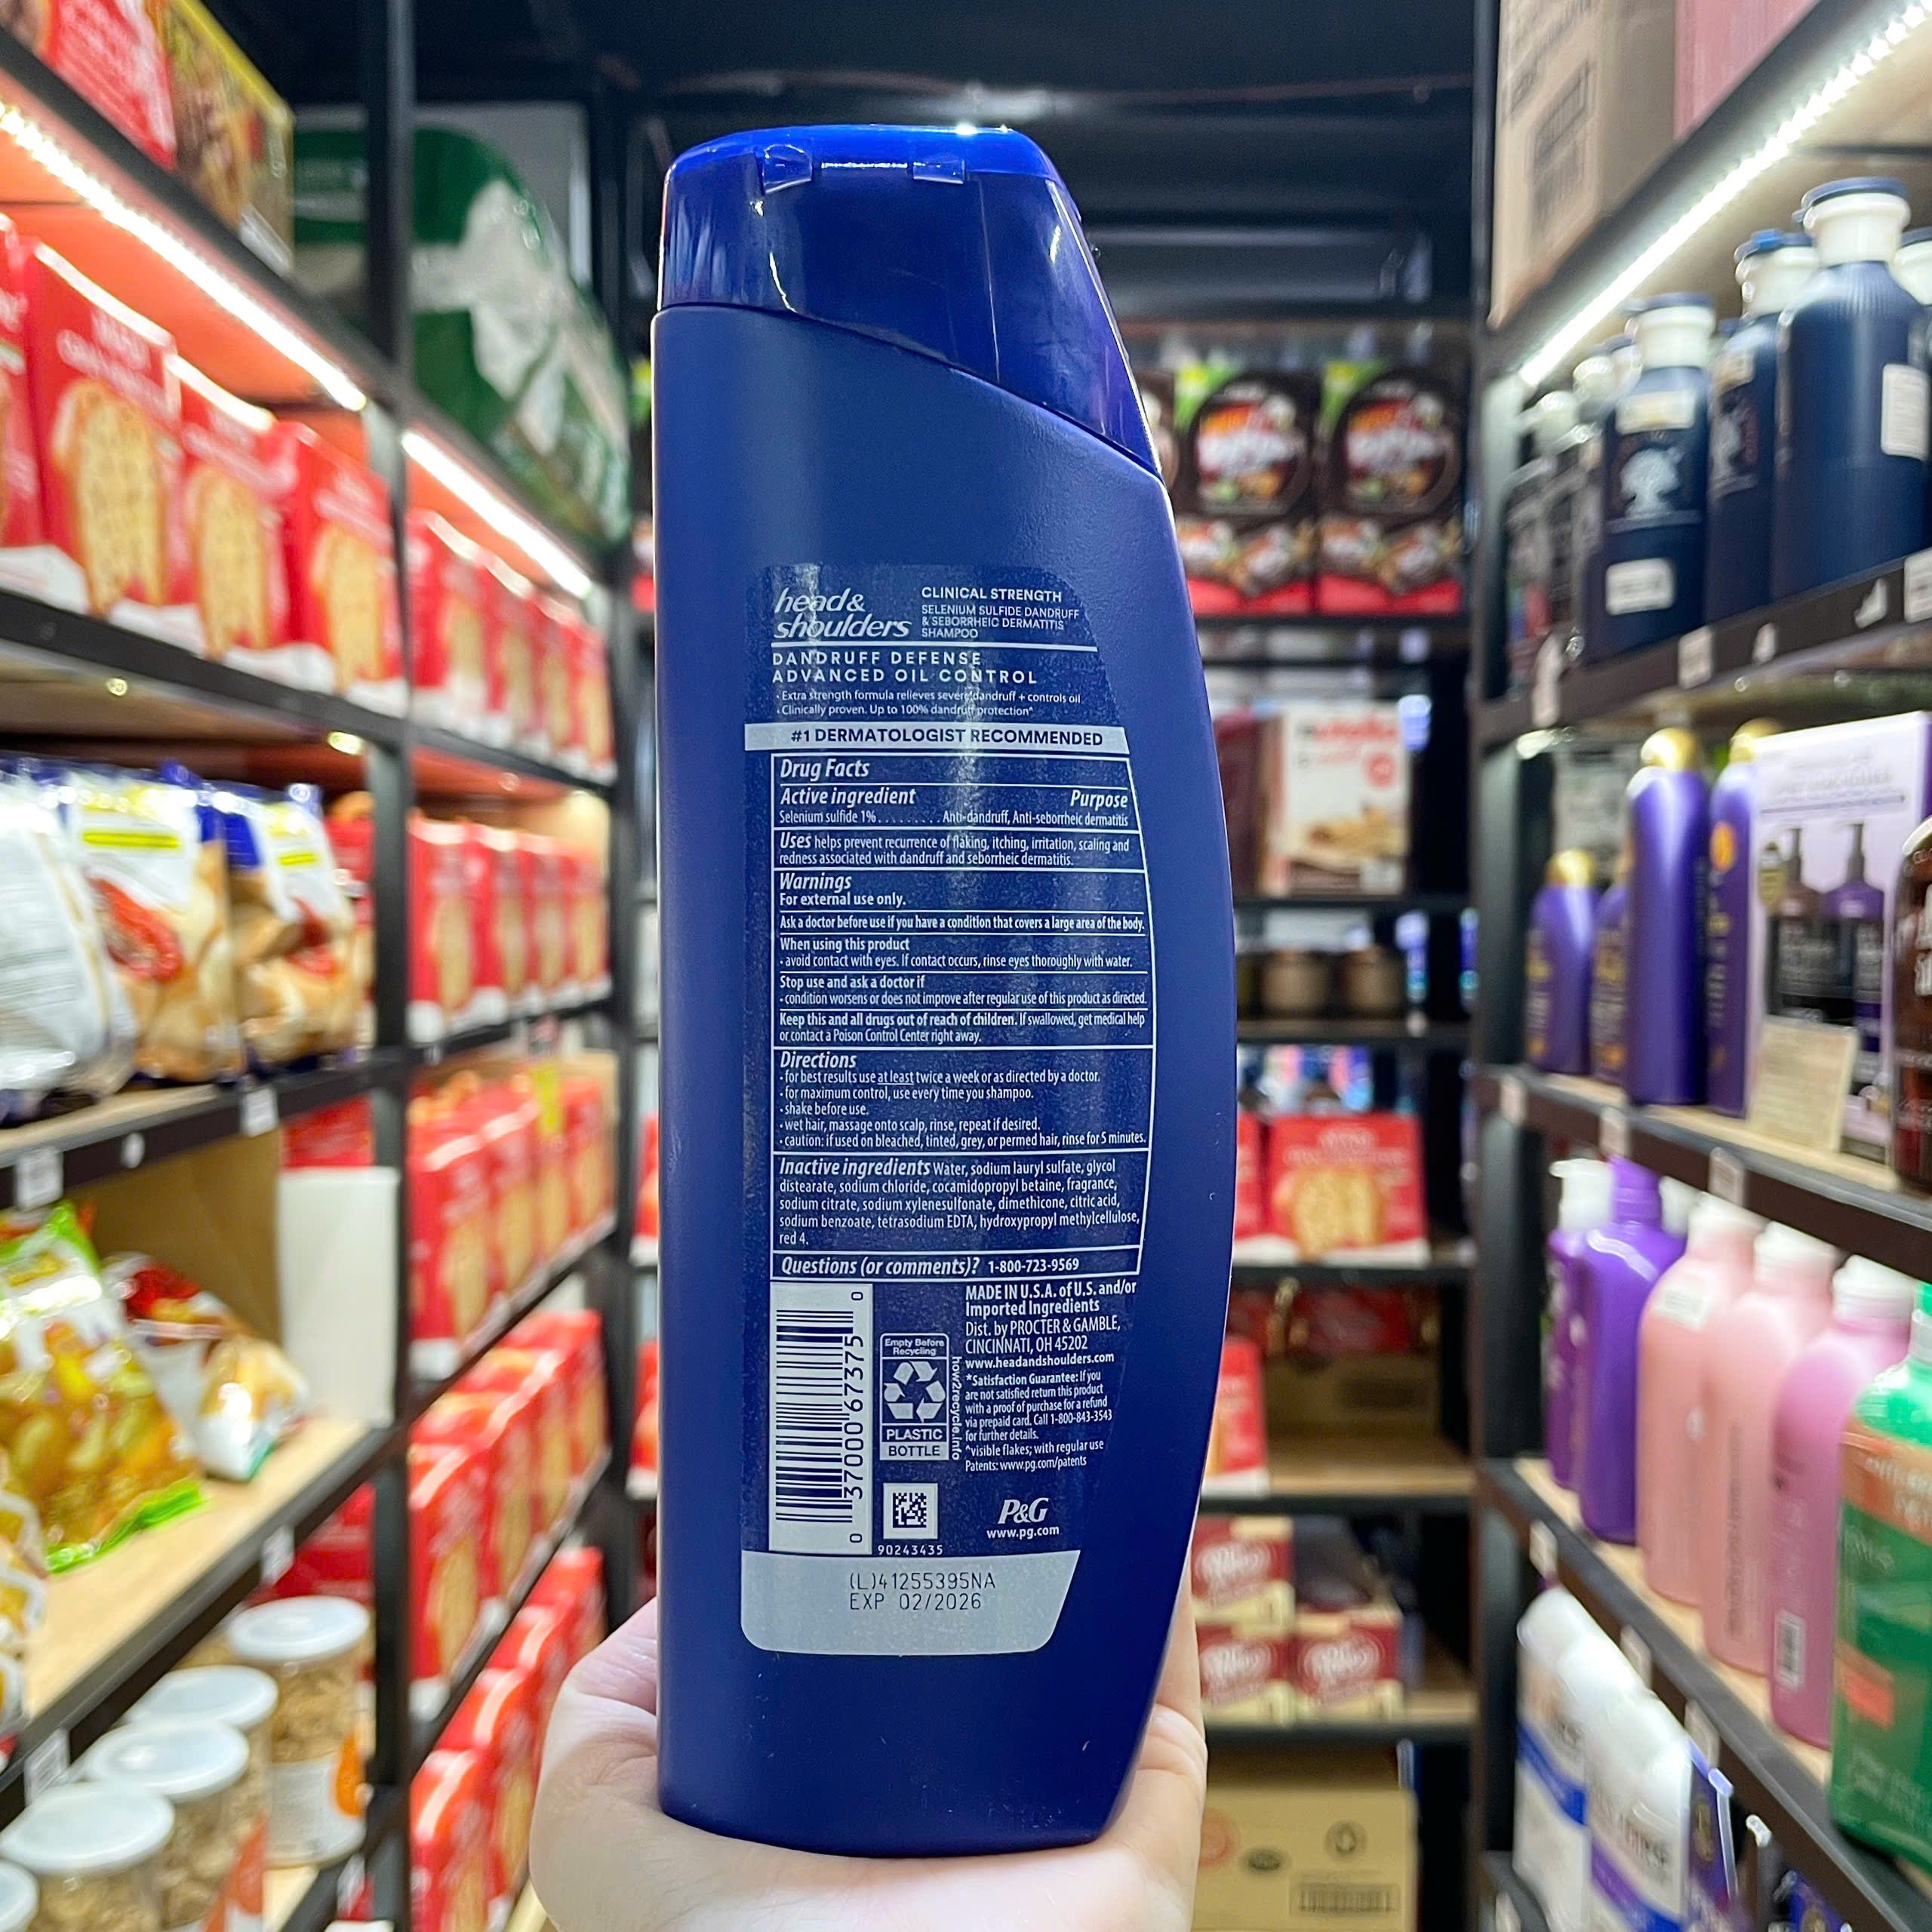 head&
shoulders
CLINICAL STRENGTH
SELENIUM SULFIDE DANDRUFF
& SEBORRHEIC DERMATITIS
SHAMPOO
DANDRUFF DEFENSE
ADVANCED OIL CONTROL
• Extra strength formula relieves severe dandruff + controls oil
• Clinically proven. Up to 100% dandruff protection^
#1 DERMATOLOGIST RECOMMENDED
Drug Facts
Active ingredient Purpose
Selenium sulfide 1% . . . . . . . . . Anti-dandruff, Anti-seborrheic dermatitis
Uses helps prevent recurrence of flaking, itching, irritation, scaling and
redness associated with dandruff and seborrheic dermatitis.
Warnings
For external use only.
Ask a doctor before use if you have a condition that covers a large area of the body.
When using this product
• avoid contact with eyes. If contact occurs, rinse eyes thoroughly with water.
Stop use and ask a doctor if
• condition worsens or does not improve after regular use of this product as directed.
Keep this and all drugs out of reach of children. If swallowed, get medical help
or contact a Poison Control Center right away.
Directions
• for best results use at least twice a week or as directed by a doctor.
• for maximum control, use every time you shampoo.
• shake before use.
• wet hair, massage onto scalp, rinse, repeat if desired.
• caution: if used on bleached, tinted, grey, or permed hair, rinse for 5 minutes.
Inactive ingredients Water, sodium lauryl sulfate, glycol
distearate, sodium chloride, cocamidopropyl betaine, fragrance,
sodium citrate, sodium xylenesulfonate, dimethicone, citric acid,
sodium benzoate, tetrasodium EDTA, hydroxypropyl methylcellulose,
red 4.
Questions (or comments)? 1-800-723-9569
0 37000 67375 0
Empty Before
Recycling
PLASTIC
BOTTLE
how2recycle.info
MADE IN U.S.A. of U.S. and/or
Imported Ingredients
Dist. by PROCTER & GAMBLE,
CINCINNATI, OH 45202
www.headandshoulders.com
*Satisfaction Guarantee: If you
are not satisfied return this product
with a proof of purchase for a refund
via prepaid card. Call 1-800-843-3543
for further details.
^visible flakes; with regular use
Patents: www.pg.com/patents
P&G
www.pg.com
90243435
(L)41255395NA
EXP 02/2026